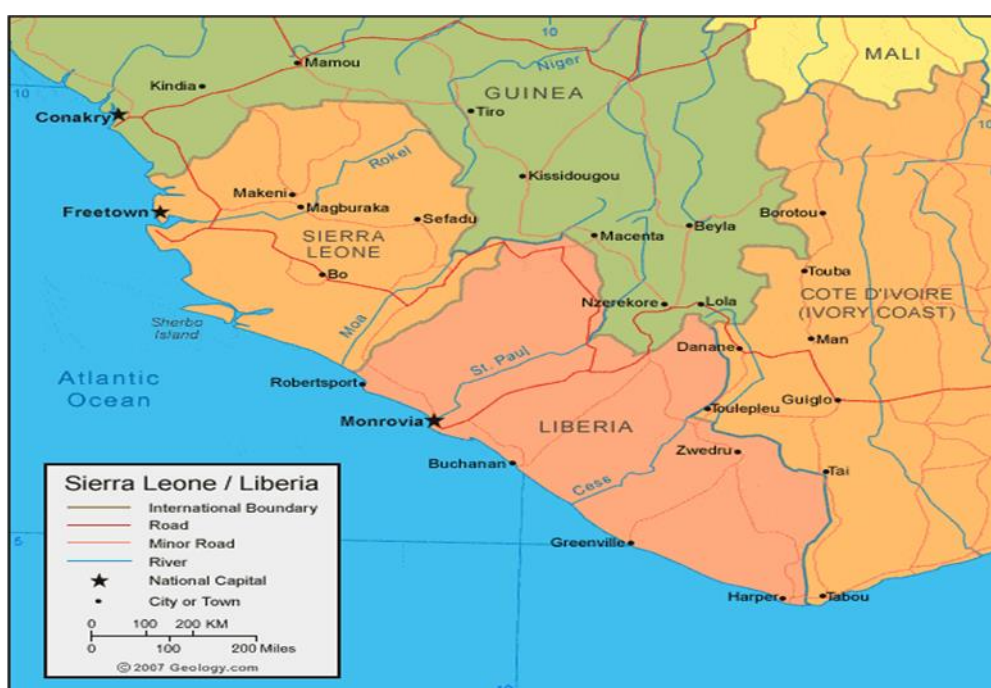 10
MALI
Mamou
Niger
Kindia
GUINEA
10
Conakry
Tiro
10
Rokel
Kissidougou
Makeni
Magburaka
Freetown
Sefadu
Borotou
Beyla
SIERRA
LEONE
Macenta
Bo
Touba
COTE D'IVOIRE
(IVORY COAST)
Nzerekore
Lola
Moa
Sherbo
Island
Man
Danane
St. Paul
Atlantic
Ocean
Robertsport
Guiglo
Toulepleu
Monrovia
LIBERIA
Zwedru
Buchanan
Tai
Cess
Sierra Leone / Liberia
International Boundary
Road
Minor Road
River
National Capital
City or Town
0 100 200 KM
0 100 200 Miles
© 2007 Geology.com
5
Greenville
Harper
Tabou
10